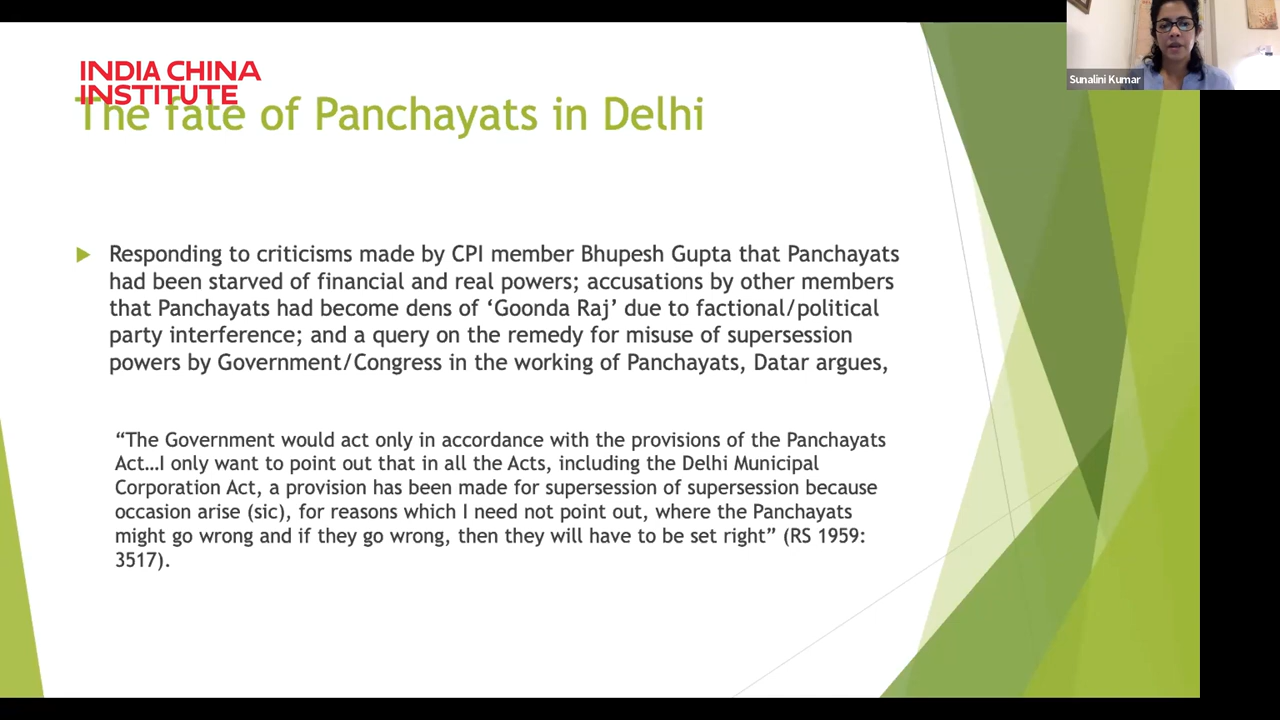 INDIA CHINA
INSTITUTE
The fate of Panchayats in Delhi
Sunalini Kumar
Responding to criticisms made by CPI member Bhupesh Gupta that Panchayats
had been starved of financial and real powers; accusations by other members
that Panchayats had become dens of ‘Goonda Raj’ due to factional/political
party interference; and a query on the remedy for misuse of supersession
powers by Government/Congress in the working of Panchayats, Datar argues,
“The Government would act only in accordance with the provisions of the Panchayats
Act…I only want to point out that in all the Acts, including the Delhi Municipal
Corporation Act, a provision has been made for supersession of supersession because
occasion arise (sic), for reasons which I need not point out, where the Panchayats
might go wrong and if they go wrong, then they will have to be set right” (RS 1959:
3517).